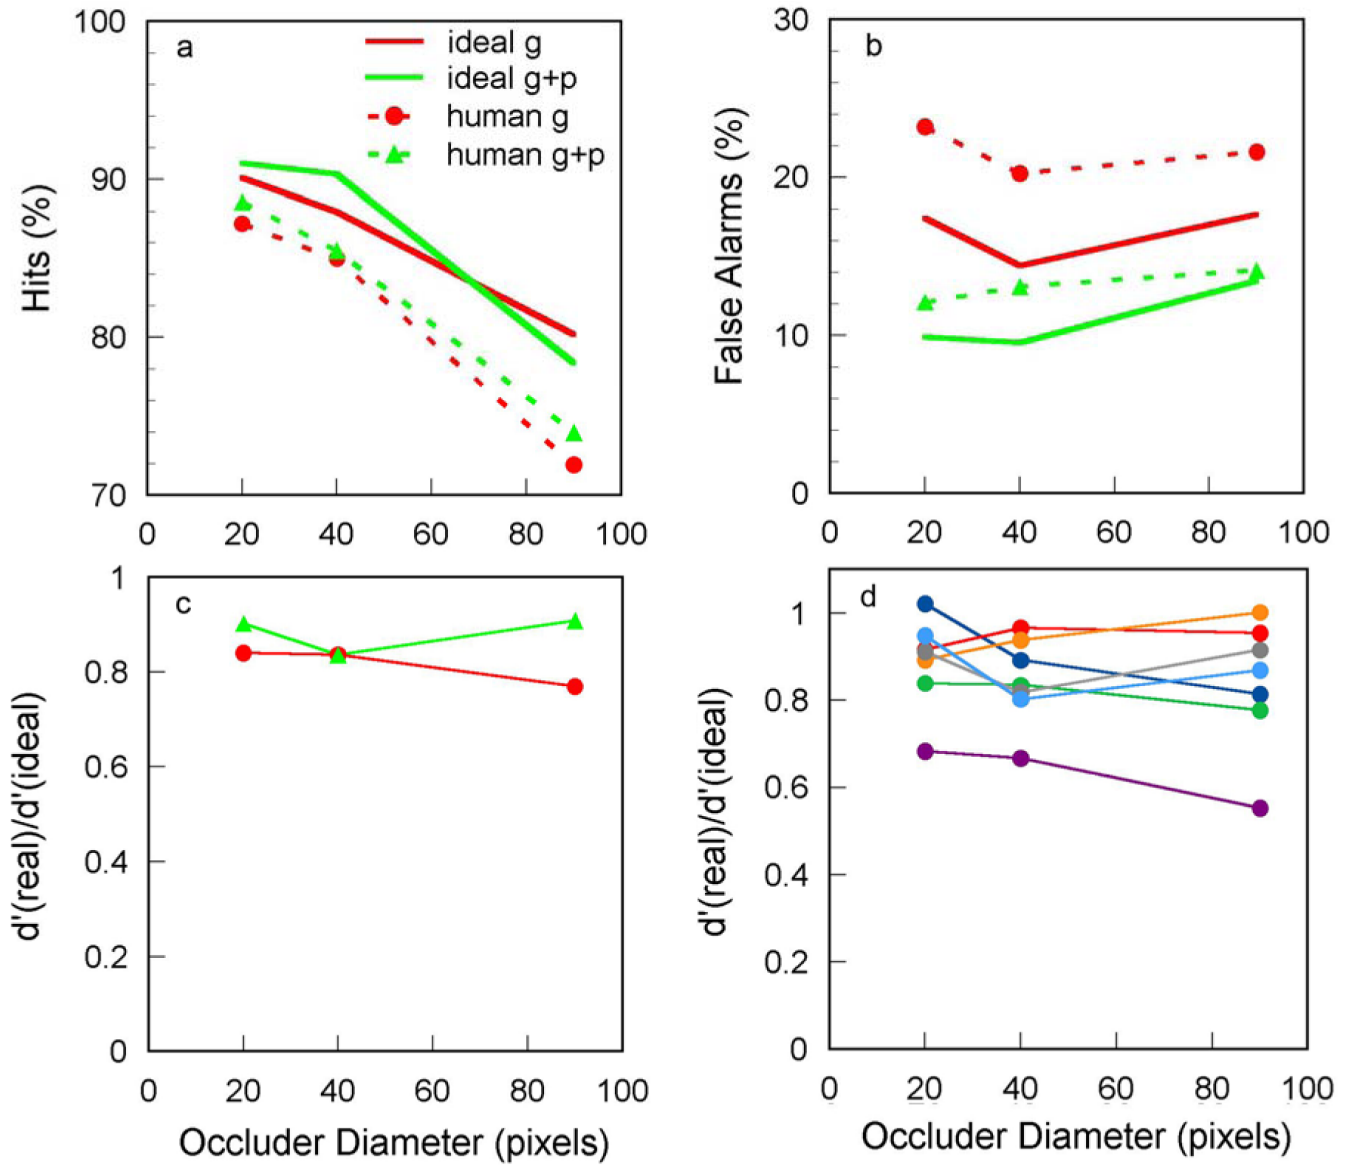 a
ideal g
ideal g+p
human g
human g+p
100
90
80
70
Hits (%)
0 20 40 60 80 100
b
30
20
10
0
False Alarms (%)
0 20 40 60 80 100
c
1
0.8
0.6
0.4
0.2
0
d'(real)/d'(ideal)
0 20 40 60 80 100
Occluder Diameter (pixels)
d
1
0.8
0.6
0.4
0.2
0
d'(real)/d'(ideal)
0 20 40 60 80 100
Occluder Diameter (pixels)